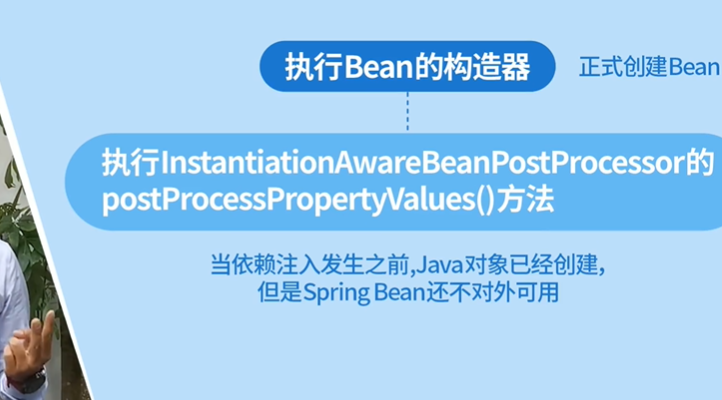 执行Bean的构造器 正式创建Bean
执行InstantiationAwareBeanPostProcessor的
postProcessPropertyValues()方法
当依赖注入发生之前,Java对象已经创建,
但是Spring Bean还不对外可用